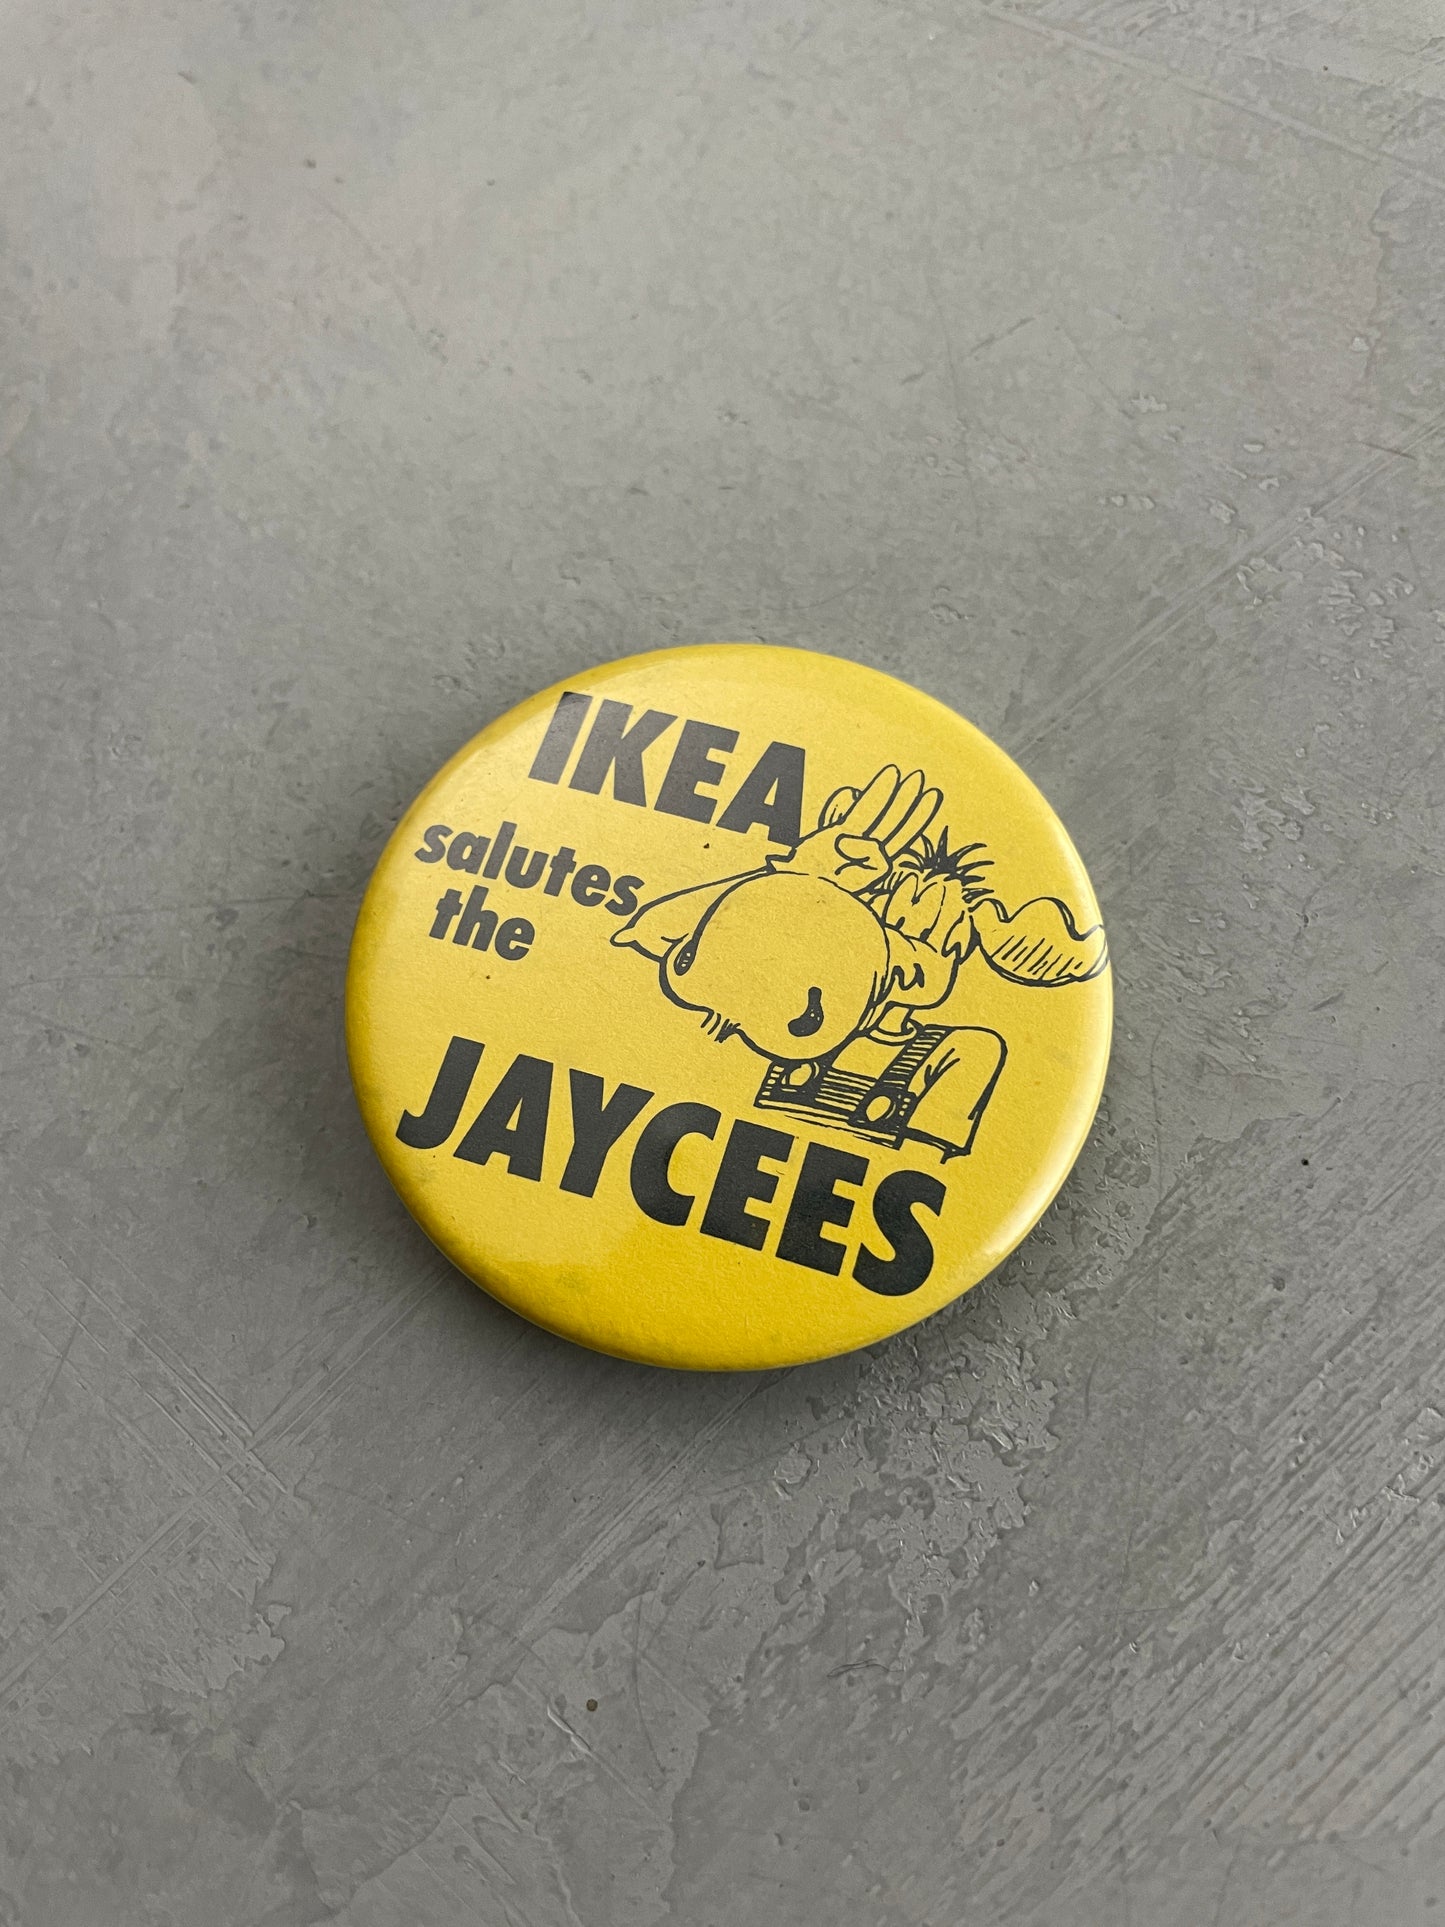 IKEA
salutes
the
JAYCEES